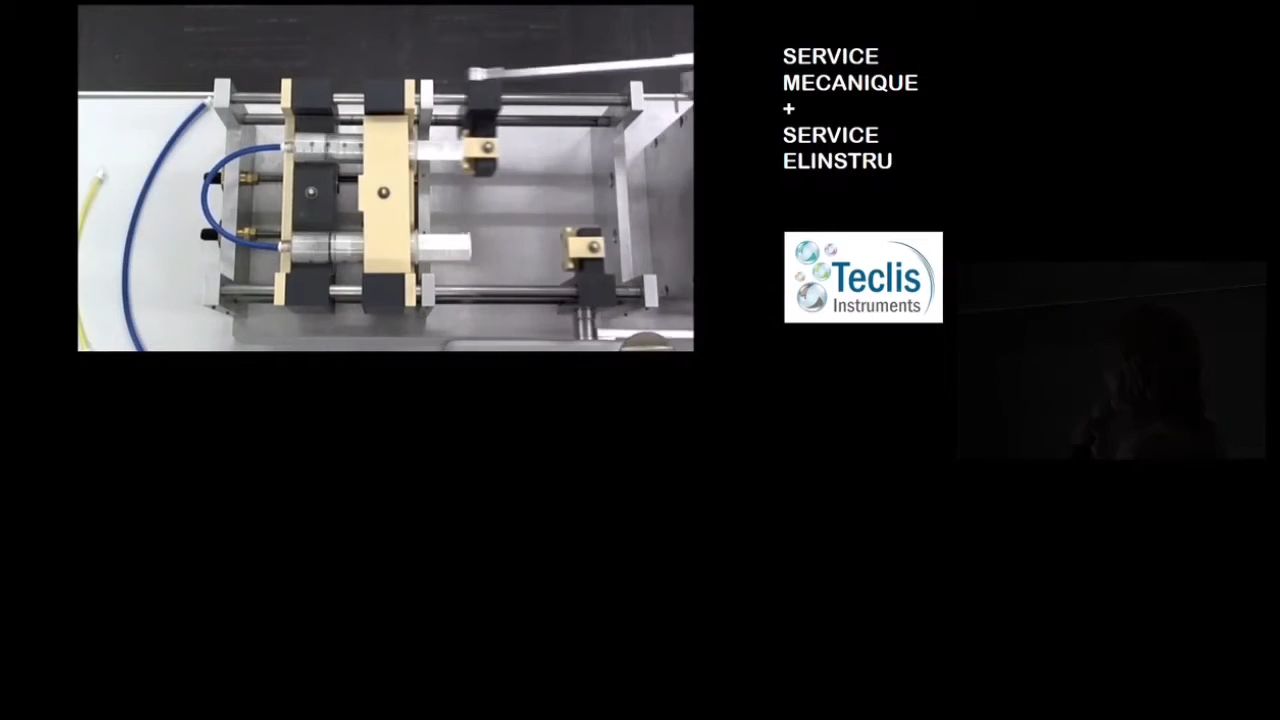 SERVICE
MECANIQUE
+
SERVICE
ELINSTRU
Teclis
Instruments